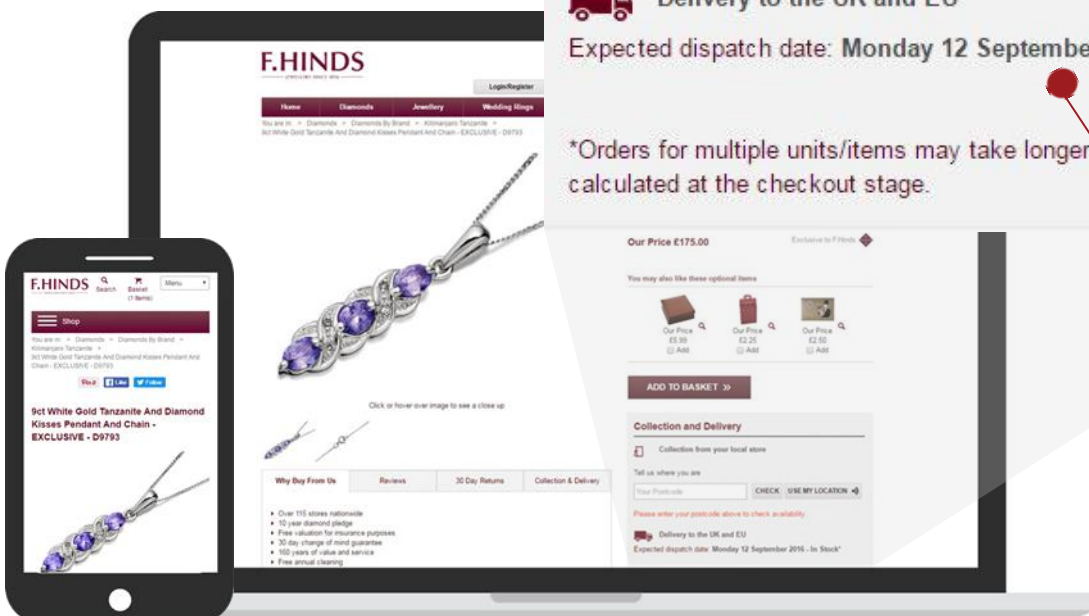 Delivery to the UK and EU
Expected dispatch date: Monday 12 Septembe
*Orders for multiple units/items may take longer
calculated at the checkout stage.
F.HINDS
Login/Register
Home Diamonds Jewellery Wedding Rings
You are in: > Diamonds > Diamonds By Brand > Kilimanjaro Tanzanite >
9ct White Gold Tanzanite And Diamond Kisses Pendant And Chain - EXCLUSIVE - D9793
Click or hover over image to see a close up
Why Buy From Us Reviews 30 Day Returns Collection & Delivery
Over 115 stores nationwide
10 year diamond pledge
Free valuation for insurance purposes
30 day change of mind guarantee
160 years of value and service
Free annual cleaning
Our Price £175.00 Exclusive to F.Hinds
You may also like these optional items
Our Price Our Price Our Price
£5.99 £2.25 £2.50
Add Add Add
ADD TO BASKET »
Collection and Delivery
Collection from your local store
Tell us where you are
Your Postcode CHECK USE MY LOCATION
Please enter your postcode above to check availability
Delivery to the UK and EU
Expected dispatch date: Monday 12 September 2016 - In Stock*
F.HINDS Search Basket Menu
(1 Items)
Shop
You are in: > Diamonds > Diamonds By Brand >
Kilimanjaro Tanzanite >
9ct White Gold Tanzanite And Diamond Kisses Pendant And
Chain - EXCLUSIVE - D9793
Pin it Like Follow
9ct White Gold Tanzanite And Diamond
Kisses Pendant And Chain -
EXCLUSIVE - D9793